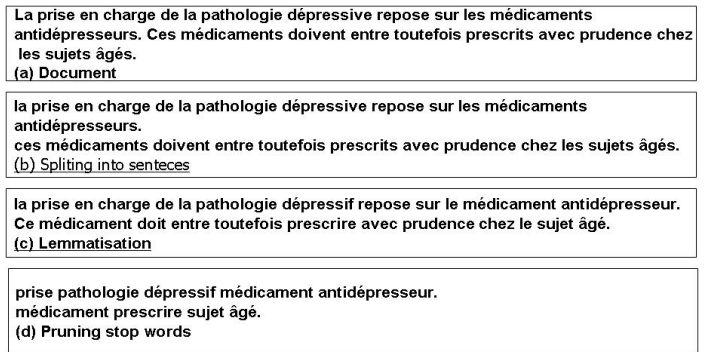 La prise en charge de la pathologie dépressive repose sur les médicaments
antidépresseurs. Ces médicaments doivent entre toutefois prescrits avec prudence chez
les sujets âgés.
(a) Document
la prise en charge de la pathologie dépressive repose sur les médicaments
antidépresseurs.
ces médicaments doivent entre toutefois prescrits avec prudence chez les sujets âgés.
(b) Spliting into senteces
la prise en charge de la pathologie dépressif repose sur le médicament antidépresseur.
Ce médicament doit entre toutefois prescrire avec prudence chez le sujet âgé.
(c) Lemmatisation
prise pathologie dépressif médicament antidépresseur.
médicament prescrire sujet âgé.
(d) Pruning stop words